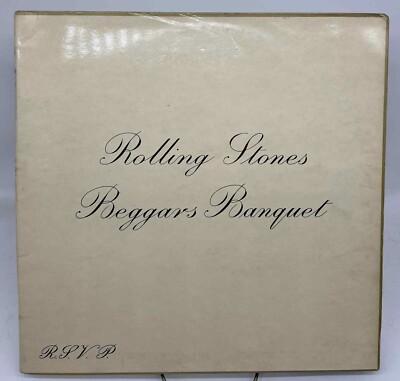 Rolling Stones
Beggars Banquet
R.S.V.P.